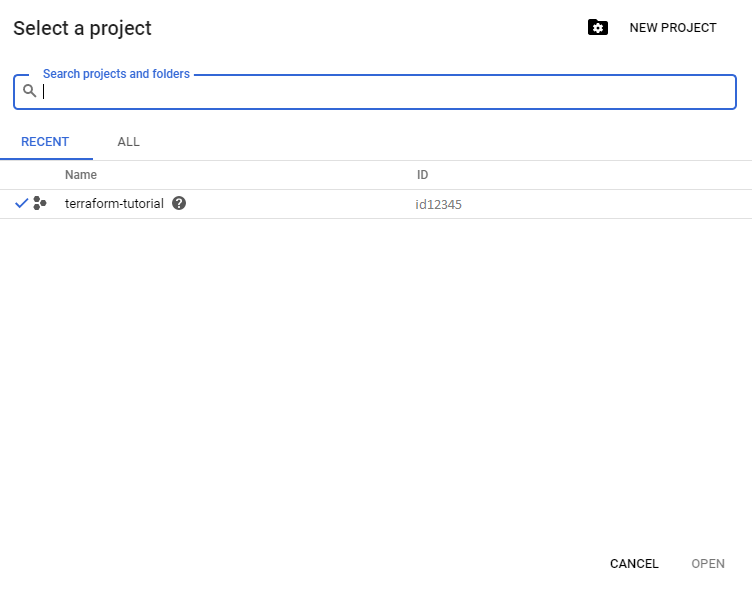 Select a project
NEW PROJECT
Search projects and folders
RECENT ALL
Name ID
terraform-tutorial ? id12345
CANCEL OPEN